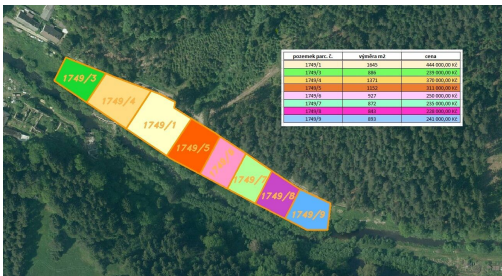 pozemek parc. č. výměra m2 cena
1749/1 1645 444 000,00 Kč
1749/3 886 239 000,00 Kč
1749/4 1371 370 000,00 Kč
1749/5 1152 311 000,00 Kč
1749/6 927 250 000,00 Kč
1749/7 872 235 000,00 Kč
1749/8
1749/9 893 241 000,00 Kč
1749/3
1749/4
1749/1
1749/5
1749/7
1749/8
1749/9